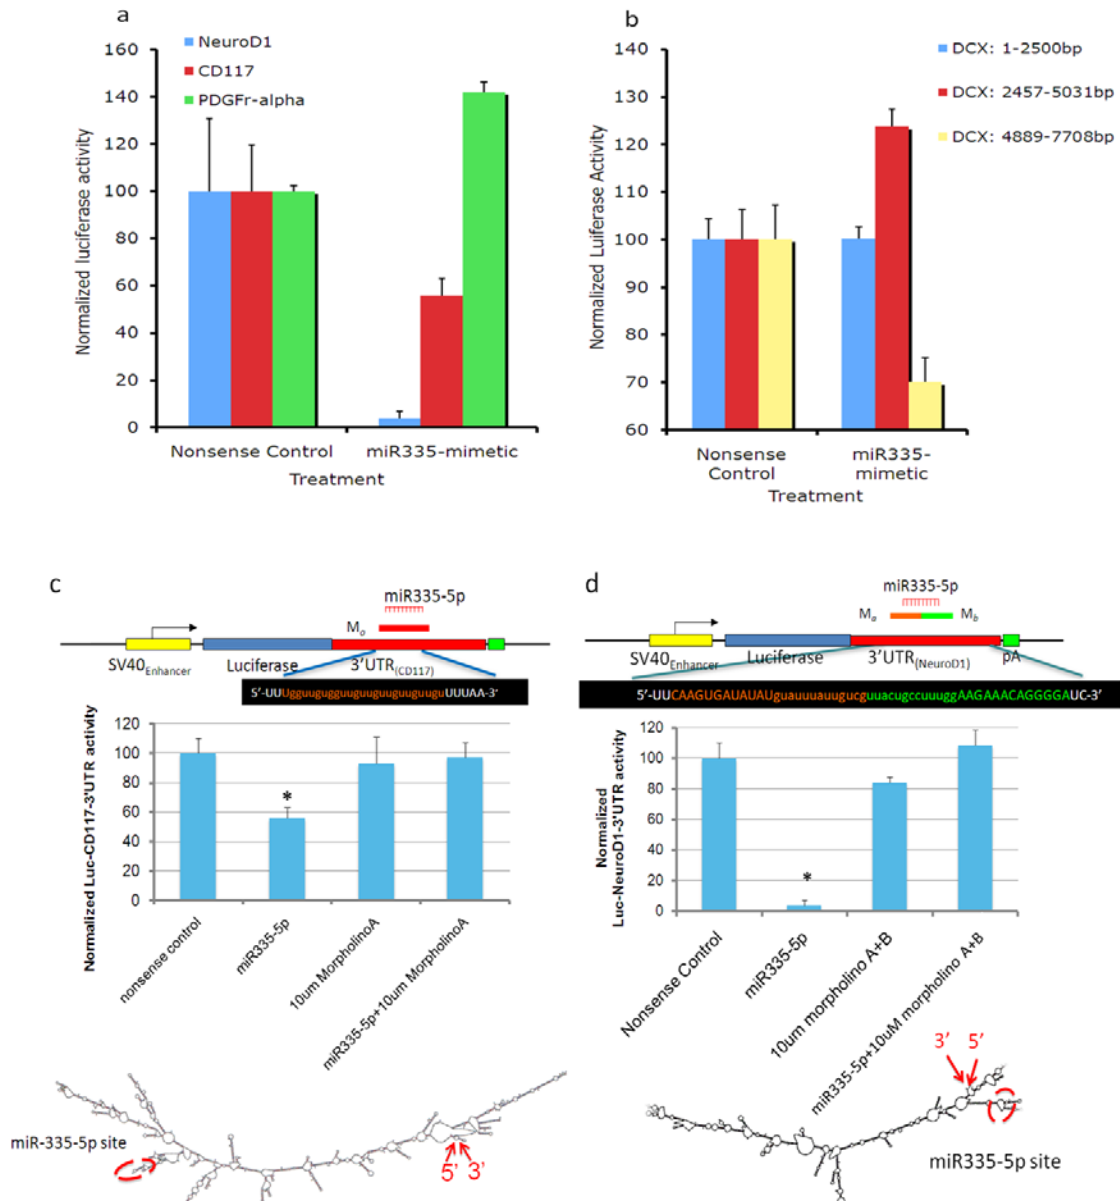 a
NeuroD1
CD117
PDGFr-alpha
Normalized luciferase activity
160
140
120
100
80
60
40
20
0
Nonsense Control
miR335-mimetic
Treatment
b
DCX: 1-2500bp
DCX: 2457-5031bp
DCX: 4889-7708bp
Normalized Luiferase Activity
140
130
120
110
100
90
80
70
60
Nonsense
Control
miR335-
mimetic
Treatment
c
miR335-5p
Mo
SV40Enhancer
Luciferase
3'UTR(CD117)
5'-UUUgguuguggguuguuguuguuguuguguUUUAA-3'
Normalized Luc-CD117-3'UTR activity
120
100
80
60
40
20
0
*
nonsense control
miR335-5p
10um MorpholinoA
miR335-5p+10um MorpholinoA
miR-335-5p site
5' 3'
d
miR335-5p
Ma
Mb
SV40Enhancer
Luciferase
3'UTR(NeuroD1)
pA
5'-UUCAAGUGAUAUAUguauuuauugucguuacugccuuuggAAGAAACAGGGGAUC-3'
Normalized
Luc-NeuroD1-3'UTR activity
120
100
80
60
40
20
0
*
Nonsense Control
miR335-5p
10um morpholino A+B
miR335-5p+10uM morpholino A+B
3' 5'
miR335-5p site